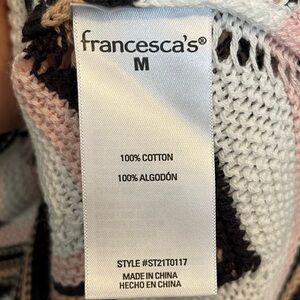 francesca's®
M
100% COTTON
100% ALGODÓN
STYLE #ST21T0117
MADE IN CHINA
HECHO EN CHINA